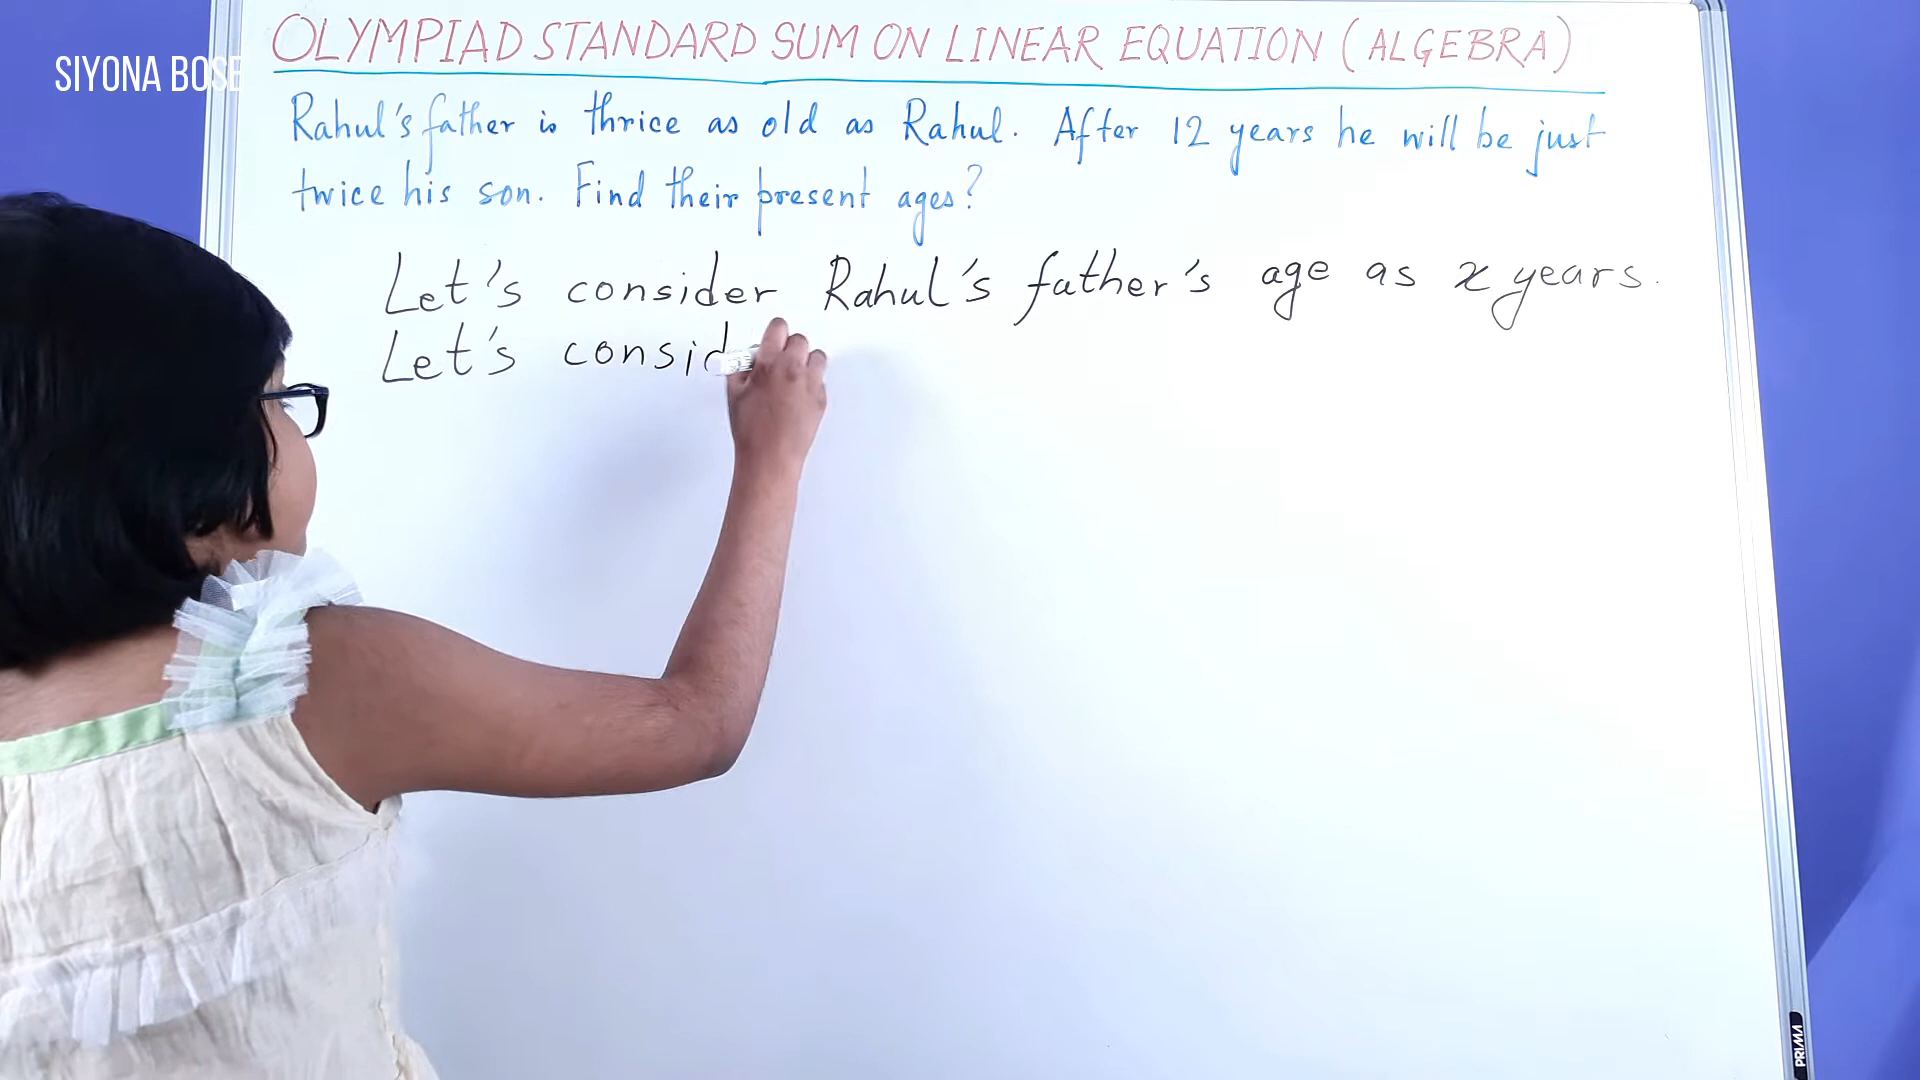 OLYMPIAD STANDARD SUM ON LINEAR EQUATION (ALGEBRA)
SIYONA BOSE
Rahul's father is thrice as old as Rahul. After 12 years he will be just
twice his son. Find their present ages?
Let's consider Rahul's father's age as x years.
Let's consid
PRIMA